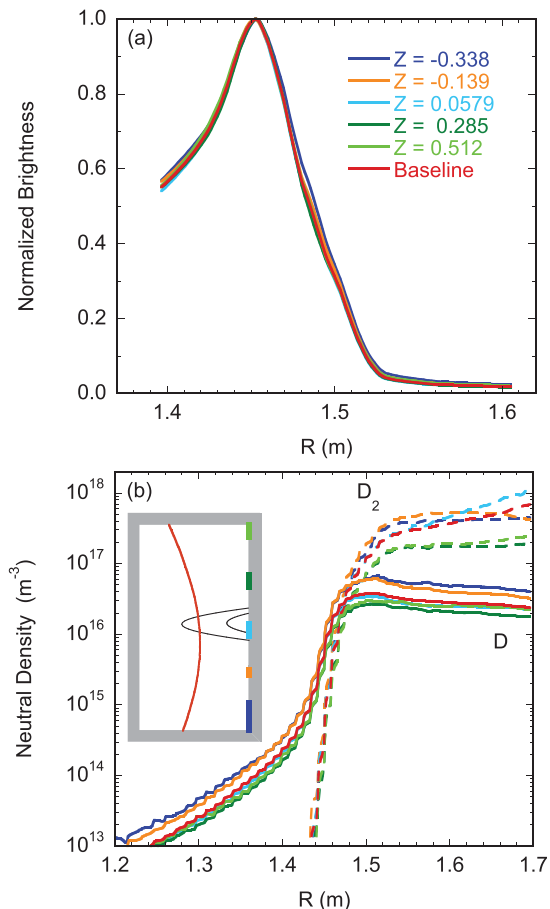 (a)
1.0
0.8
0.6
0.4
0.2
0.0
Normalized Brightness
Z = -0.338
Z = -0.139
Z = 0.0579
Z = 0.285
Z = 0.512
Baseline
1.4 1.5 1.6
R (m)
(b)
D2
D
10^18
10^17
10^16
10^15
10^14
10^13
Neutral Density (m^-3)
1.2 1.3 1.4 1.5 1.6 1.7
R (m)